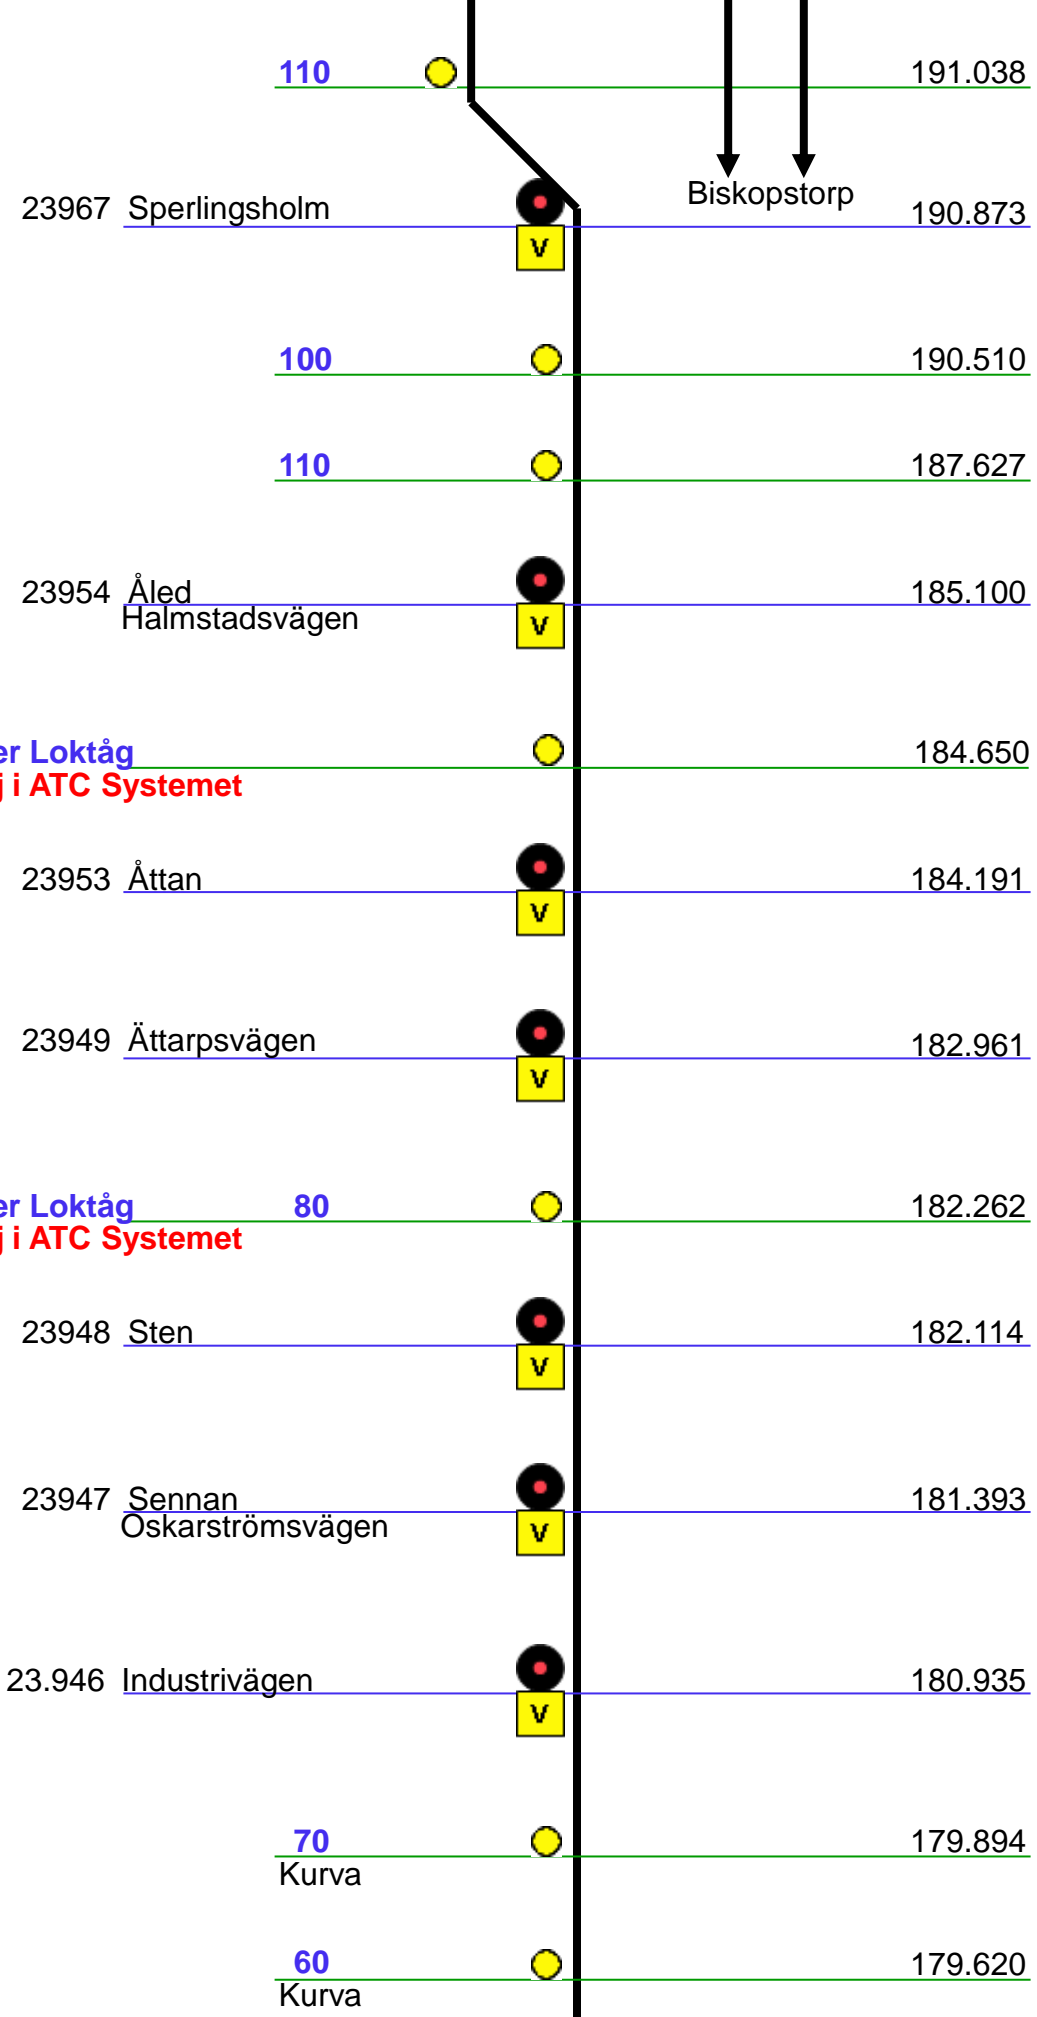 110 191.038
Biskopstorp
23967 Sperlingsholm 190.873
V
100 190.510
110 187.627
23954 Åled 185.100
Halmstadsvägen
V
er Loktåg 184.650
j i ATC Systemet
23953 Åttan 184.191
V
23949 Ättarpsvägen 182.961
V
er Loktåg 80 182.262
j i ATC Systemet
23948 Sten 182.114
V
23947 Sennan 181.393
Oskarströmsvägen
V
23.946 Industrivägen 180.935
V
70 179.894
Kurva
60 179.620
Kurva